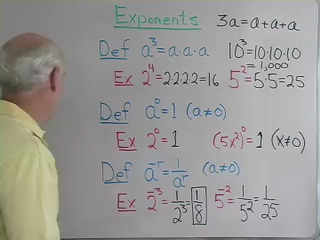 Exponents 3a = a+a+a
Def a³ = a·a·a 10³ = 10·10·10
= 1,000
Ex 2⁴ = 2·2·2·2 = 16 5² = 5·5 = 25
Def a⁰ = 1 (a≠0)
Ex 2⁰ = 1 (5x²)⁰ = 1 (x≠0)
Def a⁻ʳ = 1/aʳ (a≠0)
Ex 2⁻³ = 1/2³ = 1/8 5⁻² = 1/5² = 1/25